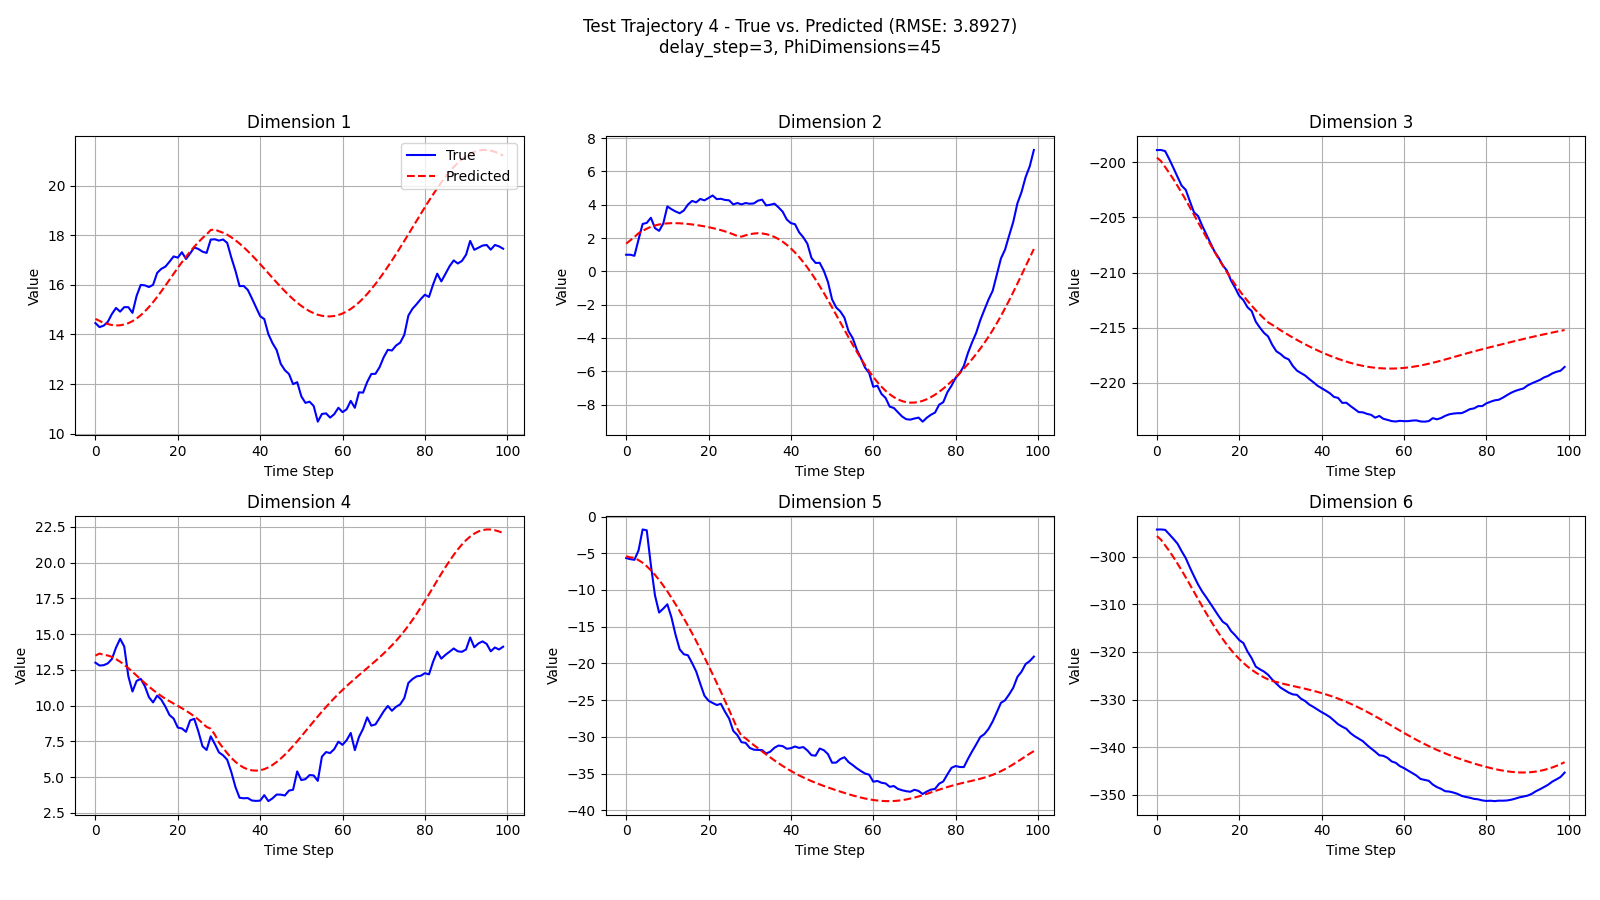 Test Trajectory 4 - True vs. Predicted (RMSE: 3.8927)
delay_step=3, PhiDimensions=45
Dimension 1
True
Predicted
20
18
16
14
12
10
Value
0 20 40 60 80 100
Time Step
Dimension 2
8
6
4
2
0
−2
−4
−6
−8
Value
0 20 40 60 80 100
Time Step
Dimension 3
−200
−205
−210
−215
−220
Value
0 20 40 60 80 100
Time Step
Dimension 4
22.5
20.0
17.5
15.0
12.5
10.0
7.5
5.0
2.5
Value
0 20 40 60 80 100
Time Step
Dimension 5
0
−5
−10
−15
−20
−25
−30
−35
−40
Value
0 20 40 60 80 100
Time Step
Dimension 6
−300
−310
−320
−330
−340
−350
Value
0 20 40 60 80 100
Time Step